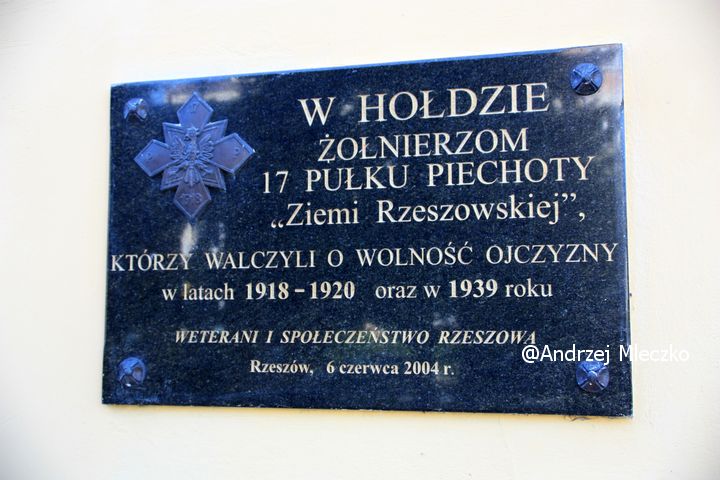 W HOŁDZIE
ŻOŁNIERZOM
17 PUŁKU PIECHOTY
„Ziemi Rzeszowskiej”,
KTÓRZY WALCZYLI O WOLNOŚĆ OJCZYZNY
w latach 1918 - 1920 oraz w 1939 roku
WETERANI I SPOŁECZEŃSTWO RZESZOWA
@Andrzej Mleczko
Rzeszów, 6 czerwca 2004 r.